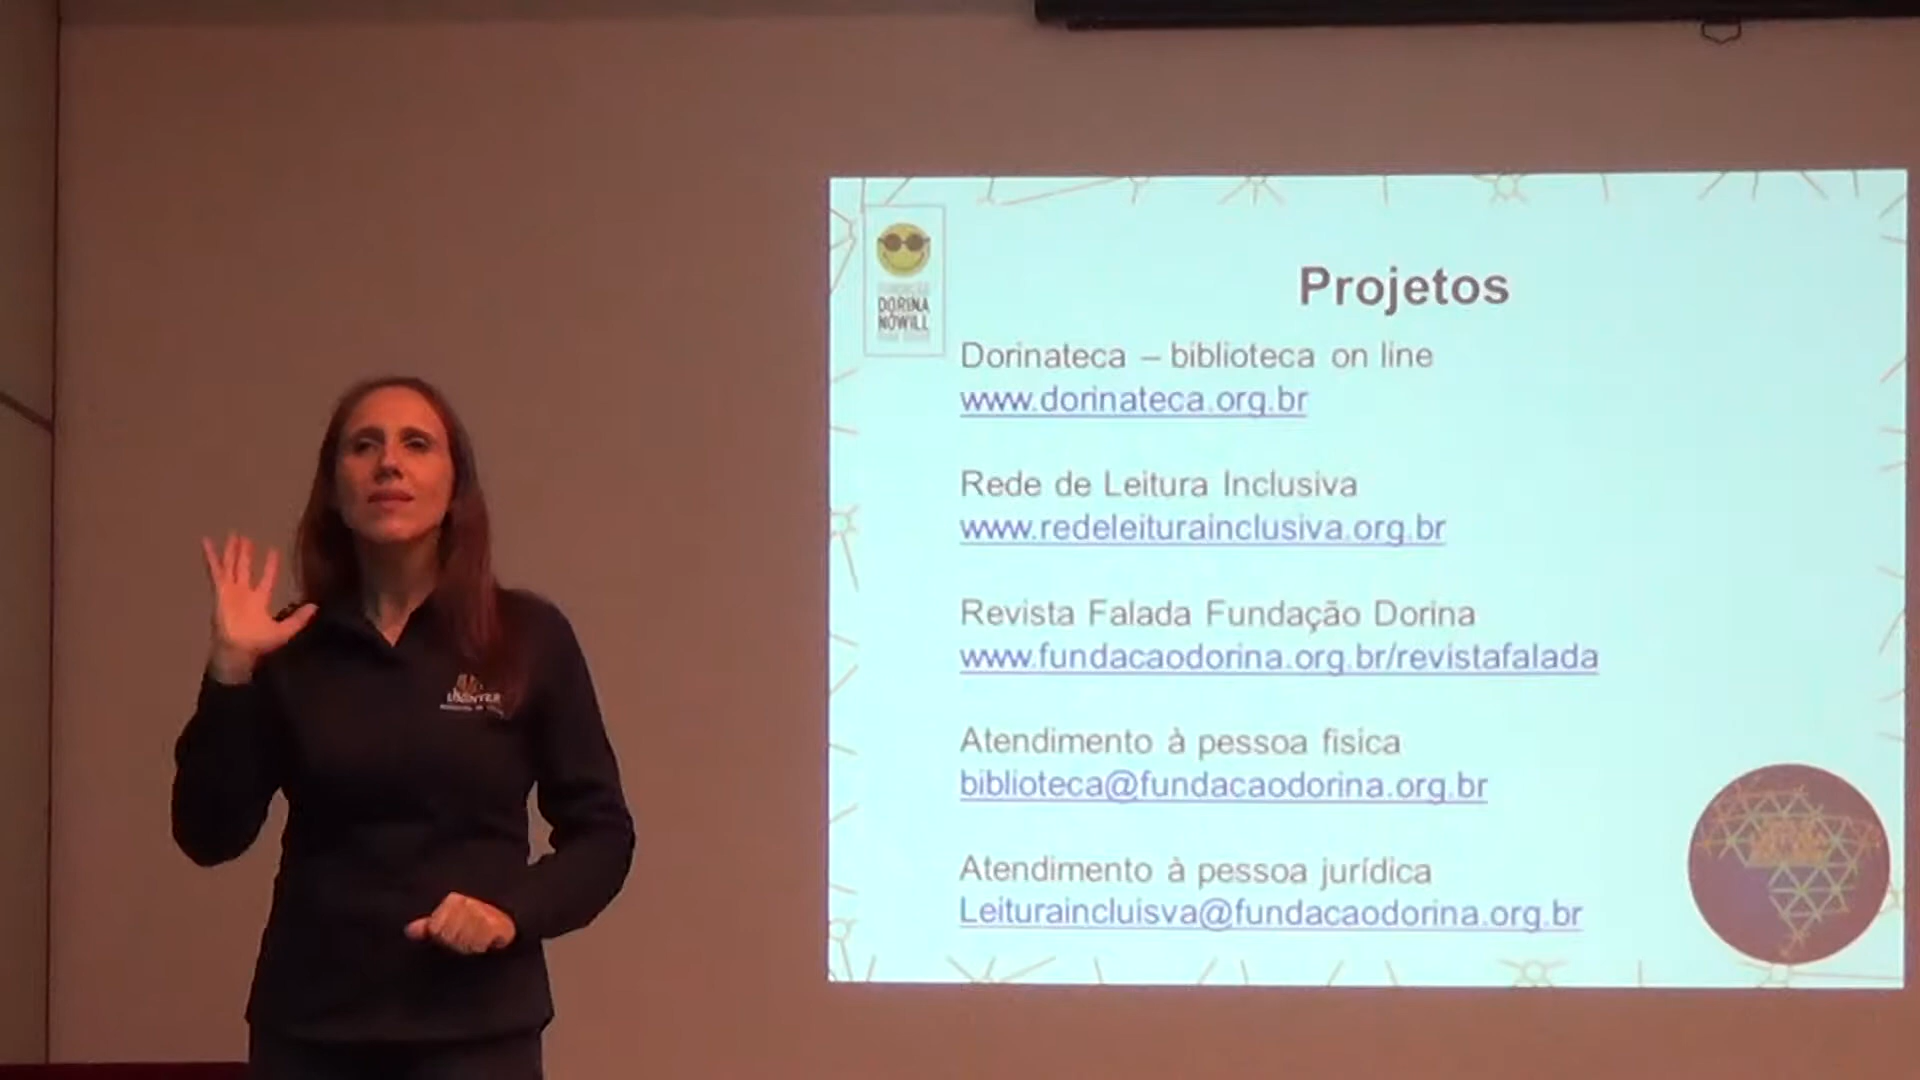 DORINA
NOWILL
Projetos
Dorinateca – biblioteca on line
www.dorinateca.org.br
Rede de Leitura Inclusiva
www.redeleiturainclusiva.org.br
Revista Falada Fundação Dorina
www.fundacaodorina.org.br/revistafalada
Atendimento à pessoa física
biblioteca@fundacaodorina.org.br
Atendimento à pessoa jurídica
Leituraincluisva@fundacaodorina.org.br